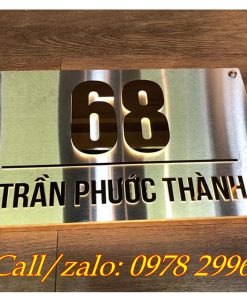 68
TRẦN PHƯỚC THÀNH
Call/zalo: 0978 2996